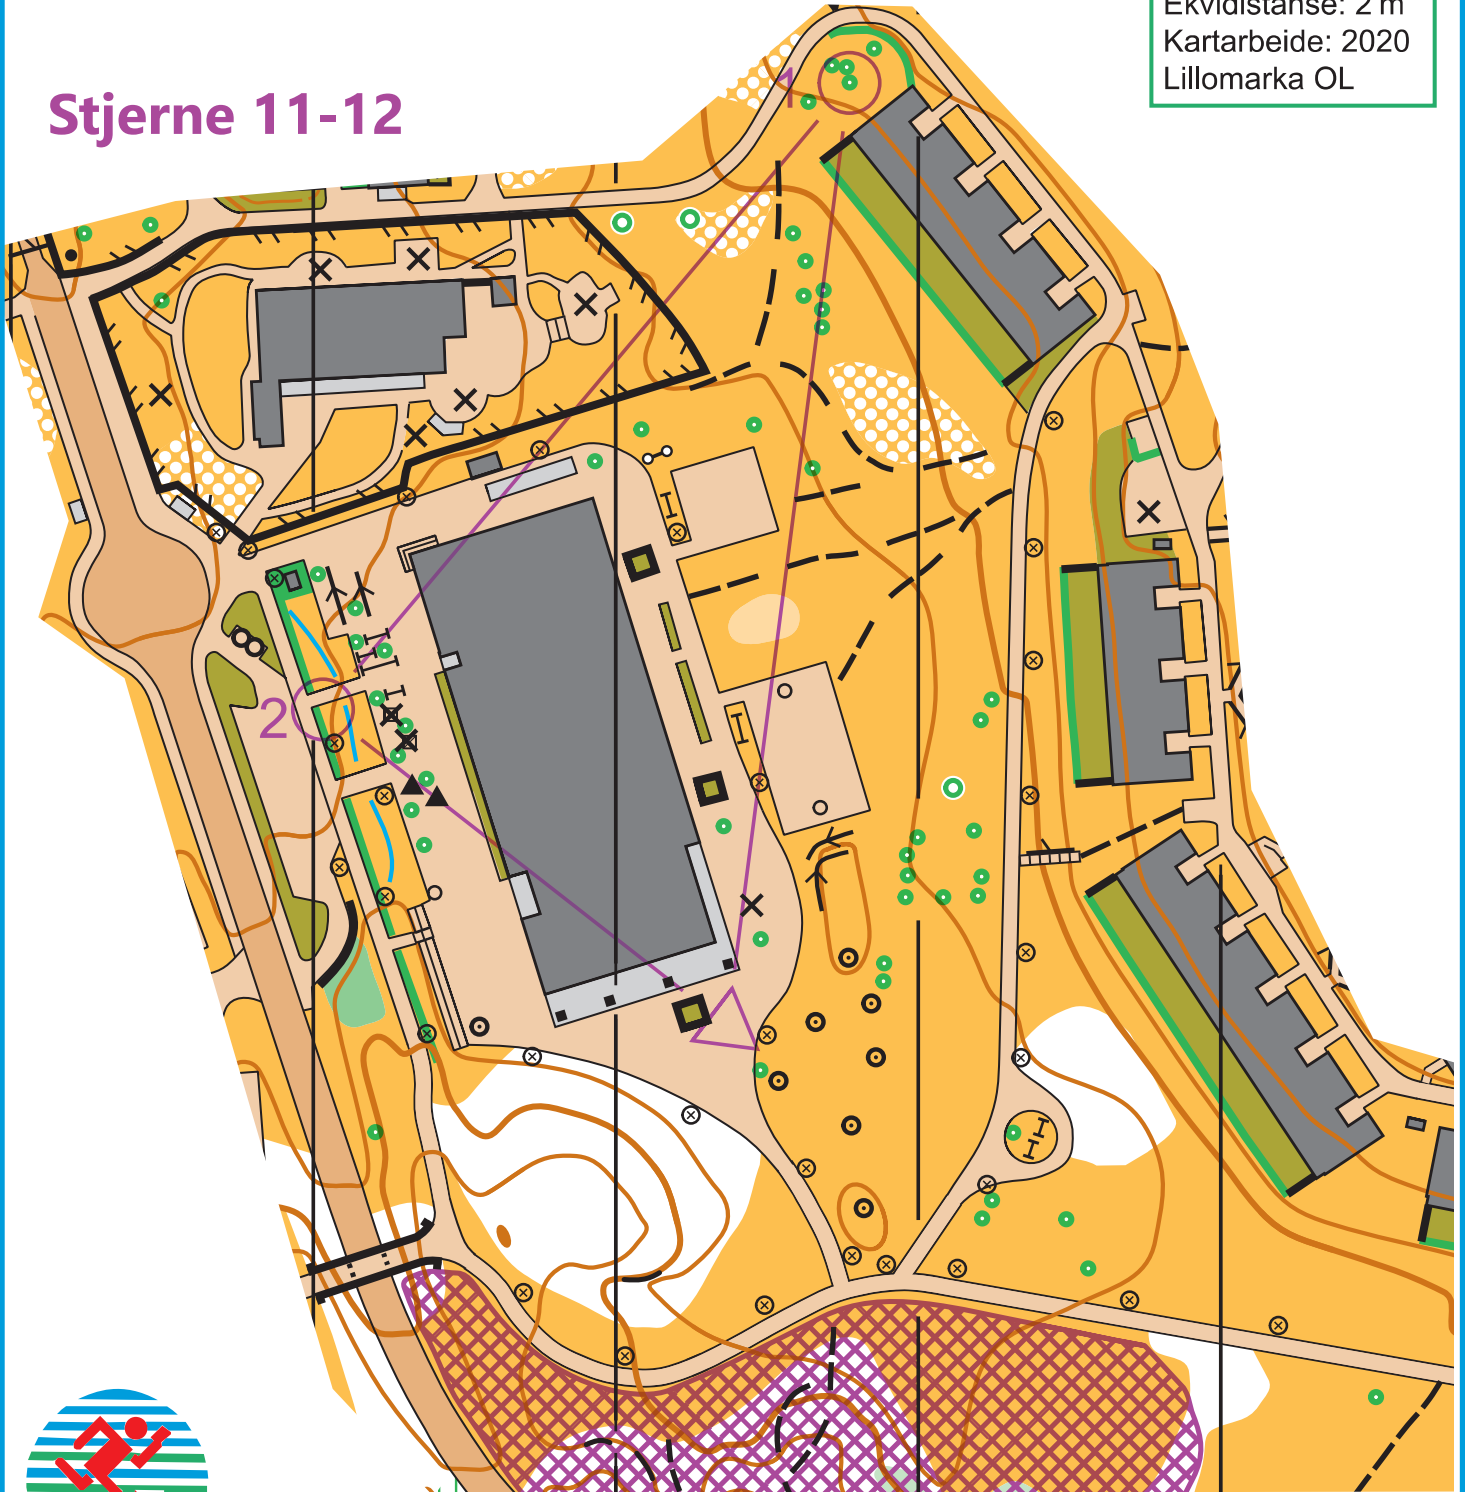 Ekvidistanse: 2 m
Kartarbeide: 2020
Lillomarka OL
Stjerne 11-12
1
2